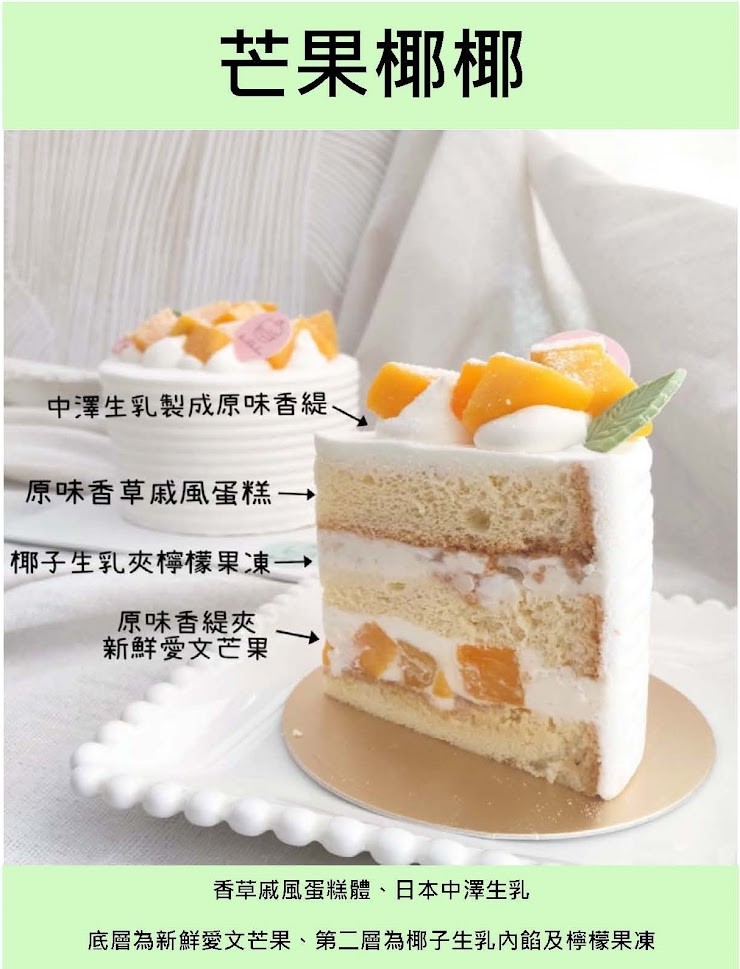 芒果椰椰
中澤生乳製成原味香緹
原味香草戚風蛋糕
椰子生乳夾檸檬果凍
原味香緹夾
新鮮愛文芒果
香草戚風蛋糕體、日本中澤生乳
底層為新鮮愛文芒果、第二層為椰子生乳內餡及檸檬果凍